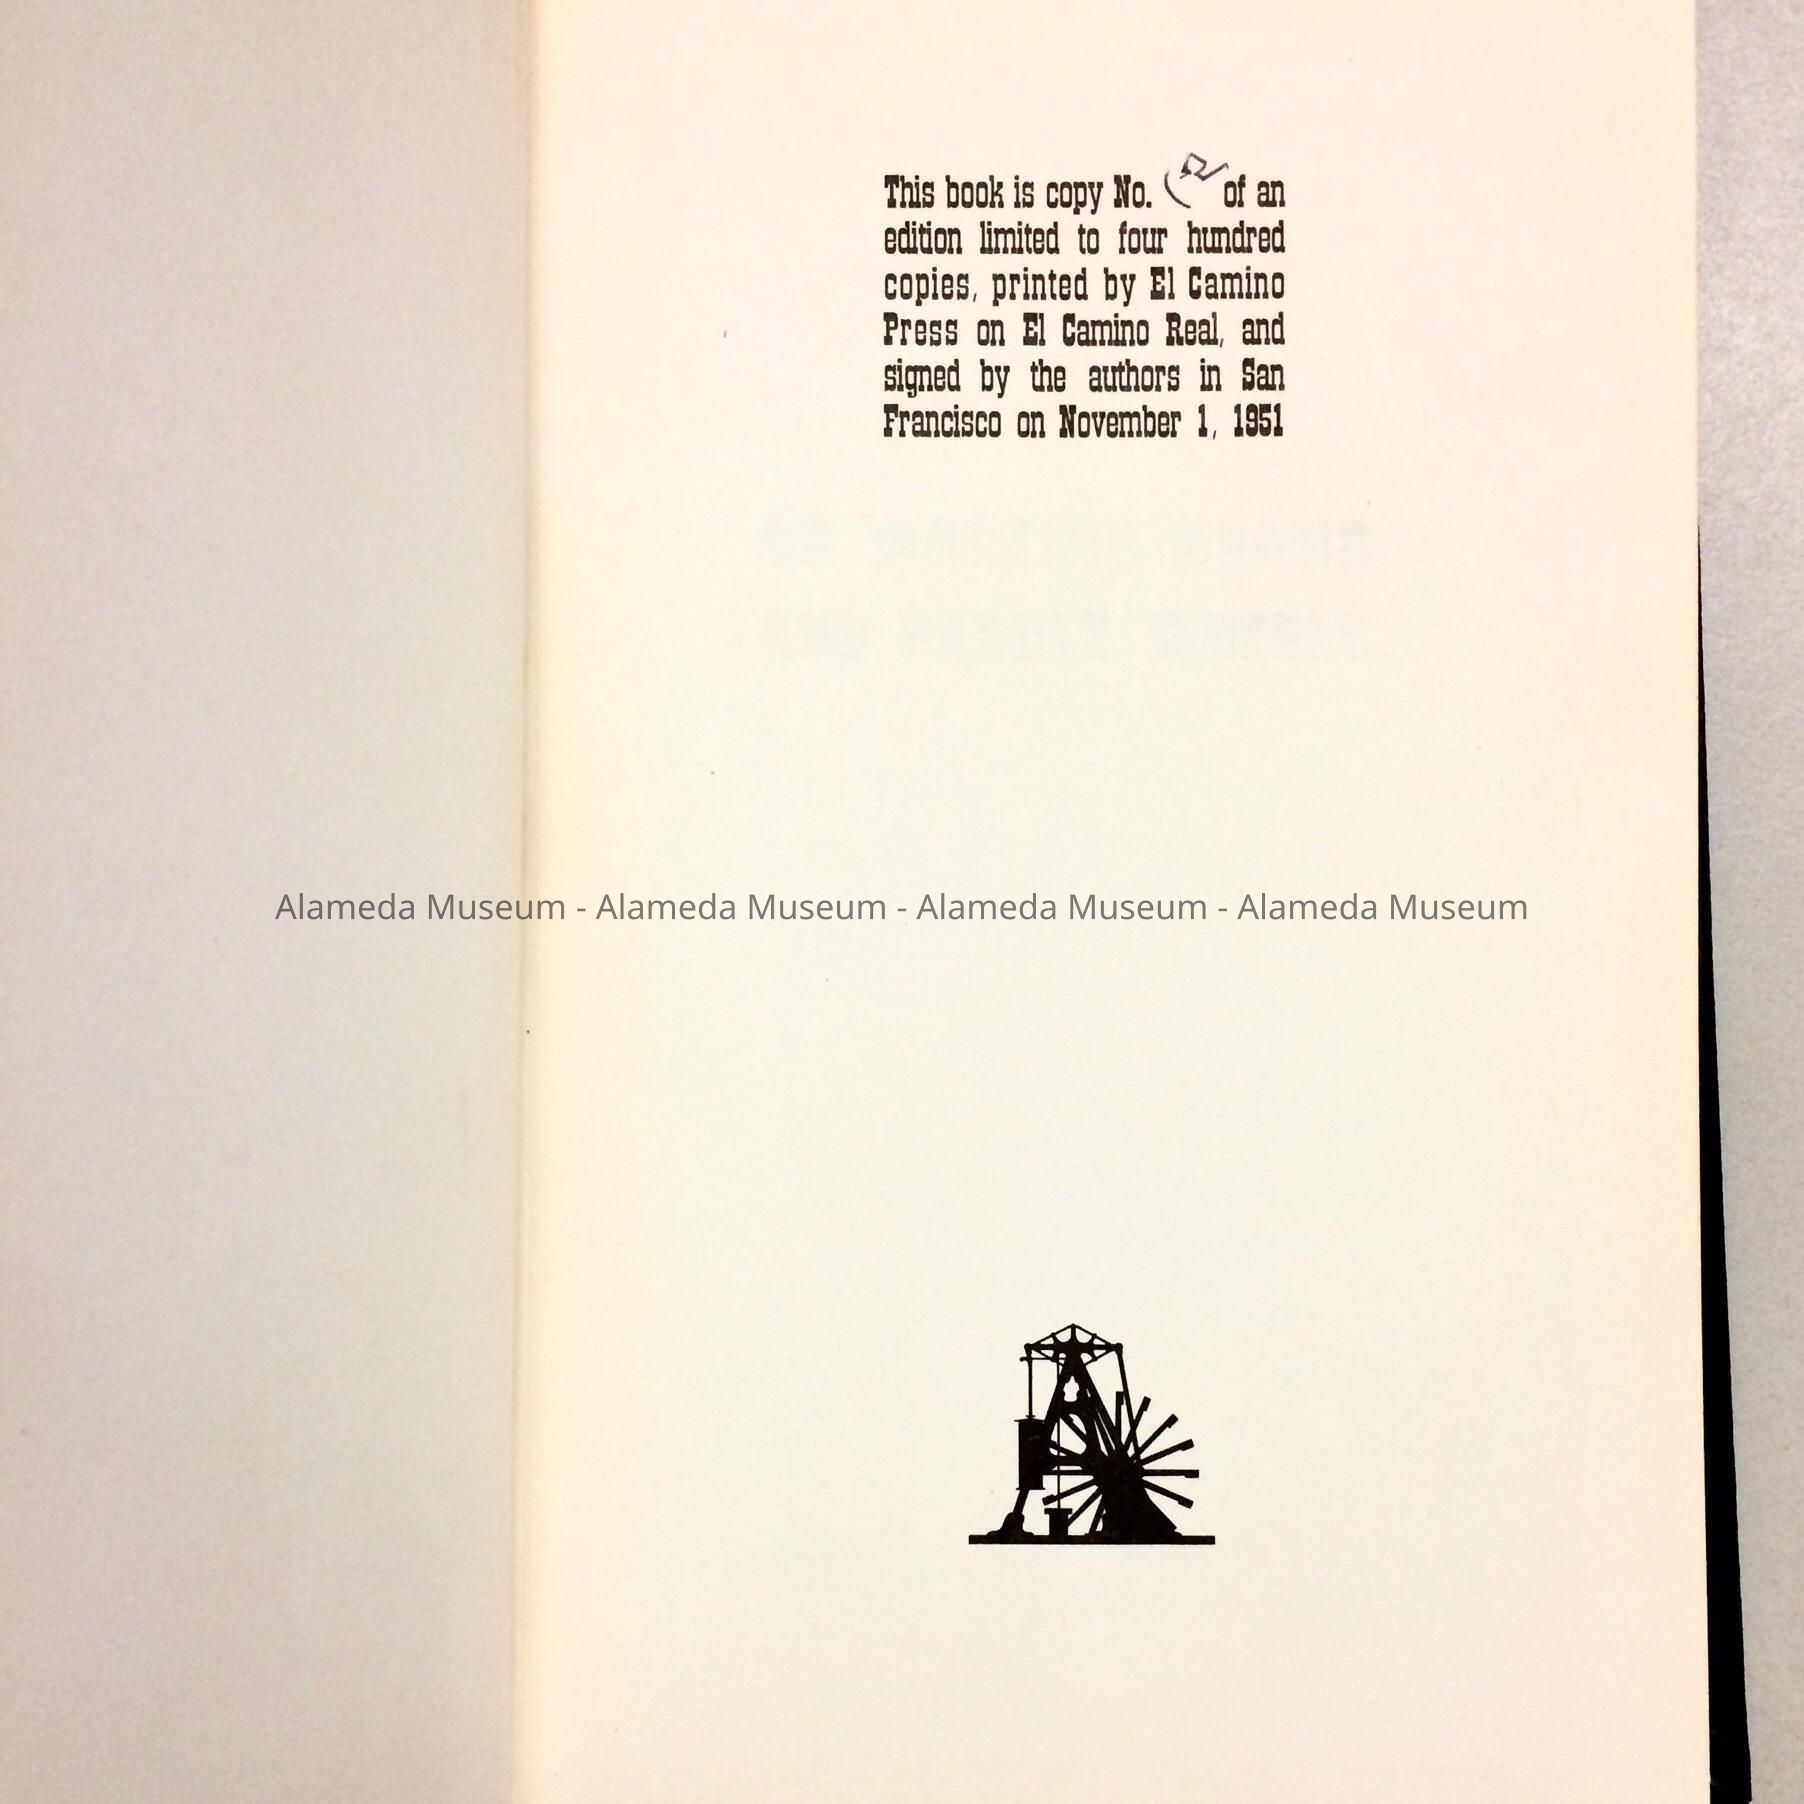 This book is copy No. of an
edition limited to four hundred
copies, printed by El Camino
Press on El Camino Real, and
signed by the authors in San
Francisco on November 1, 1951
Alameda Museum - Alameda Museum - Alameda Museum - Alameda Museum